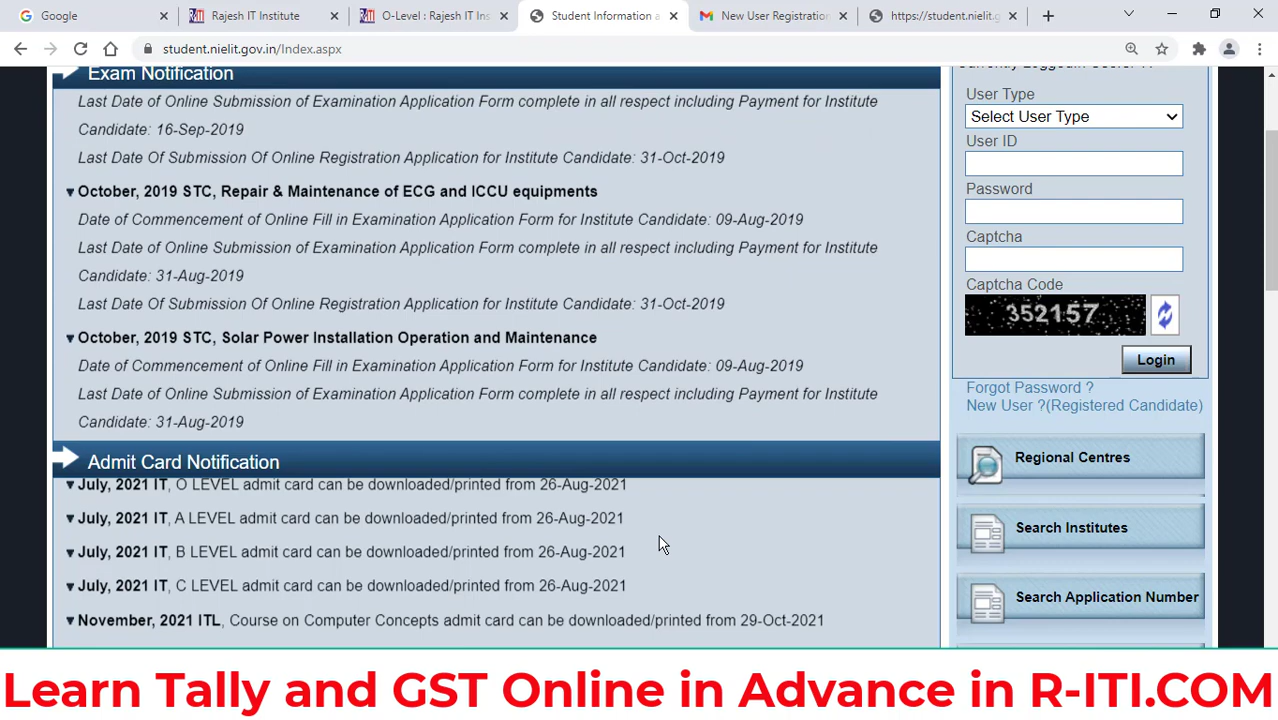 Google
Rajesh IT Institute
O-Level : Rajesh IT Ins
Student Information a
New User Registration
https://student.nielit.g
student.nielit.gov.in/Index.aspx
Exam Notification
Last Date of Online Submission of Examination Application Form complete in all respect including Payment for Institute
Candidate: 16-Sep-2019
Last Date Of Submission Of Online Registration Application for Institute Candidate: 31-Oct-2019
October, 2019 STC, Repair & Maintenance of ECG and ICCU equipments
Date of Commencement of Online Fill in Examination Application Form for Institute Candidate: 09-Aug-2019
Last Date of Online Submission of Examination Application Form complete in all respect including Payment for Institute
Candidate: 31-Aug-2019
Last Date Of Submission Of Online Registration Application for Institute Candidate: 31-Oct-2019
October, 2019 STC, Solar Power Installation Operation and Maintenance
Date of Commencement of Online Fill in Examination Application Form for Institute Candidate: 09-Aug-2019
Last Date of Online Submission of Examination Application Form complete in all respect including Payment for Institute
Candidate: 31-Aug-2019
Admit Card Notification
July, 2021 IT, O LEVEL admit card can be downloaded/printed from 26-Aug-2021
July, 2021 IT, A LEVEL admit card can be downloaded/printed from 26-Aug-2021
July, 2021 IT, B LEVEL admit card can be downloaded/printed from 26-Aug-2021
July, 2021 IT, C LEVEL admit card can be downloaded/printed from 26-Aug-2021
November, 2021 ITL, Course on Computer Concepts admit card can be downloaded/printed from 29-Oct-2021
User Type
Select User Type
User ID
Password
Captcha
Captcha Code
352157
Login
Forgot Password ?
New User ?(Registered Candidate)
Regional Centres
Search Institutes
Search Application Number
Learn Tally and GST Online in Advance in R-ITI.COM